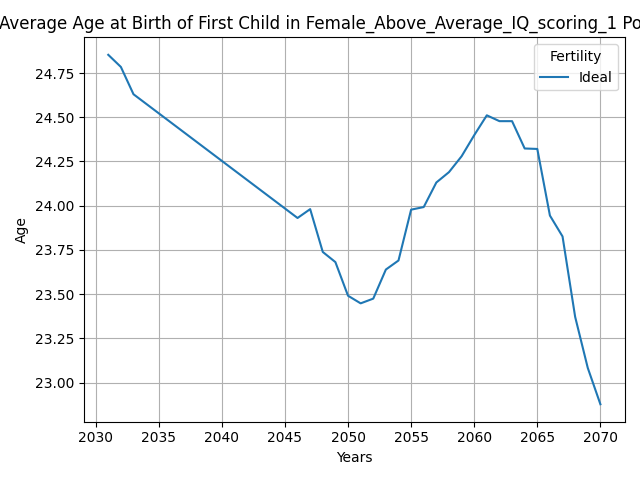 Average Age at Birth of First Child in Female_Above_Average_IQ_scoring_1 Po
Fertility
Ideal
24.75
24.50
24.25
24.00
23.75
23.50
23.25
23.00
Age
2030 2035 2040 2045 2050 2055 2060 2065 2070
Years